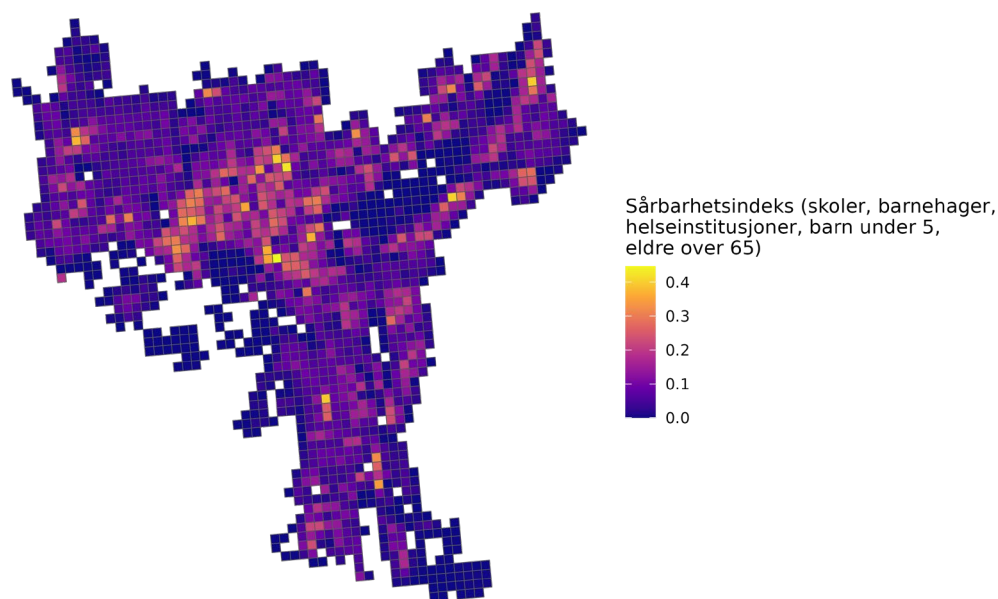 Sårbarhetsindeks (skoler, barnehager,
helseinstitusjoner, barn under 5,
eldre over 65)
0.4
0.3
0.2
0.1
0.0